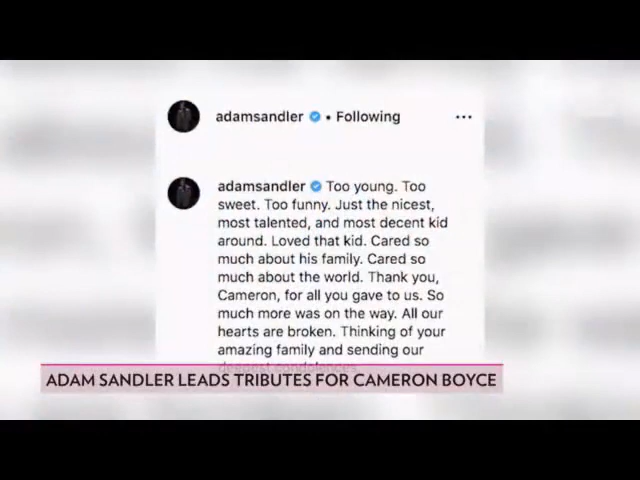 adamsandler • Following
adamsandler Too young. Too
sweet. Too funny. Just the nicest,
most talented, and most decent kid
around. Loved that kid. Cared so
much about his family. Cared so
much about the world. Thank you,
Cameron, for all you gave to us. So
much more was on the way. All our
hearts are broken. Thinking of your
amazing family and sending our
deepest condolences.
ADAM SANDLER LEADS TRIBUTES FOR CAMERON BOYCE